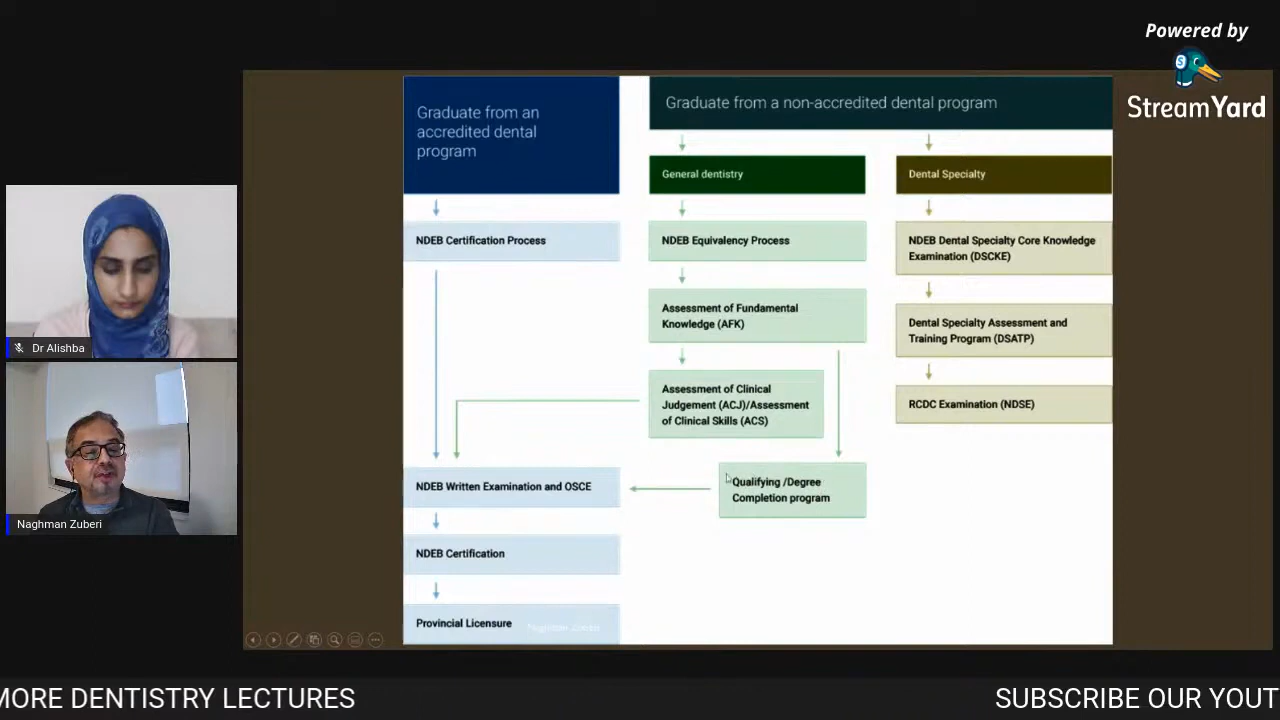 Powered by
StreamYard
Graduate from an
accredited dental
program
Graduate from a non-accredited dental program
General dentistry
Dental Specialty
NDEB Certification Process
NDEB Equivalency Process
NDEB Dental Specialty Core Knowledge
Examination (DSCKE)
Assessment of Fundamental
Knowledge (AFK)
Dental Specialty Assessment and
Training Program (DSATP)
Assessment of Clinical
Judgement (ACJ)/Assessment
of Clinical Skills (ACS)
RCDC Examination (NDSE)
NDEB Written Examination and OSCE
Qualifying /Degree
Completion program
NDEB Certification
Provincial Licensure
Naghman Zuberi
Dr Alishba
Naghman Zuberi
MORE DENTISTRY LECTURES
SUBSCRIBE OUR YOUT